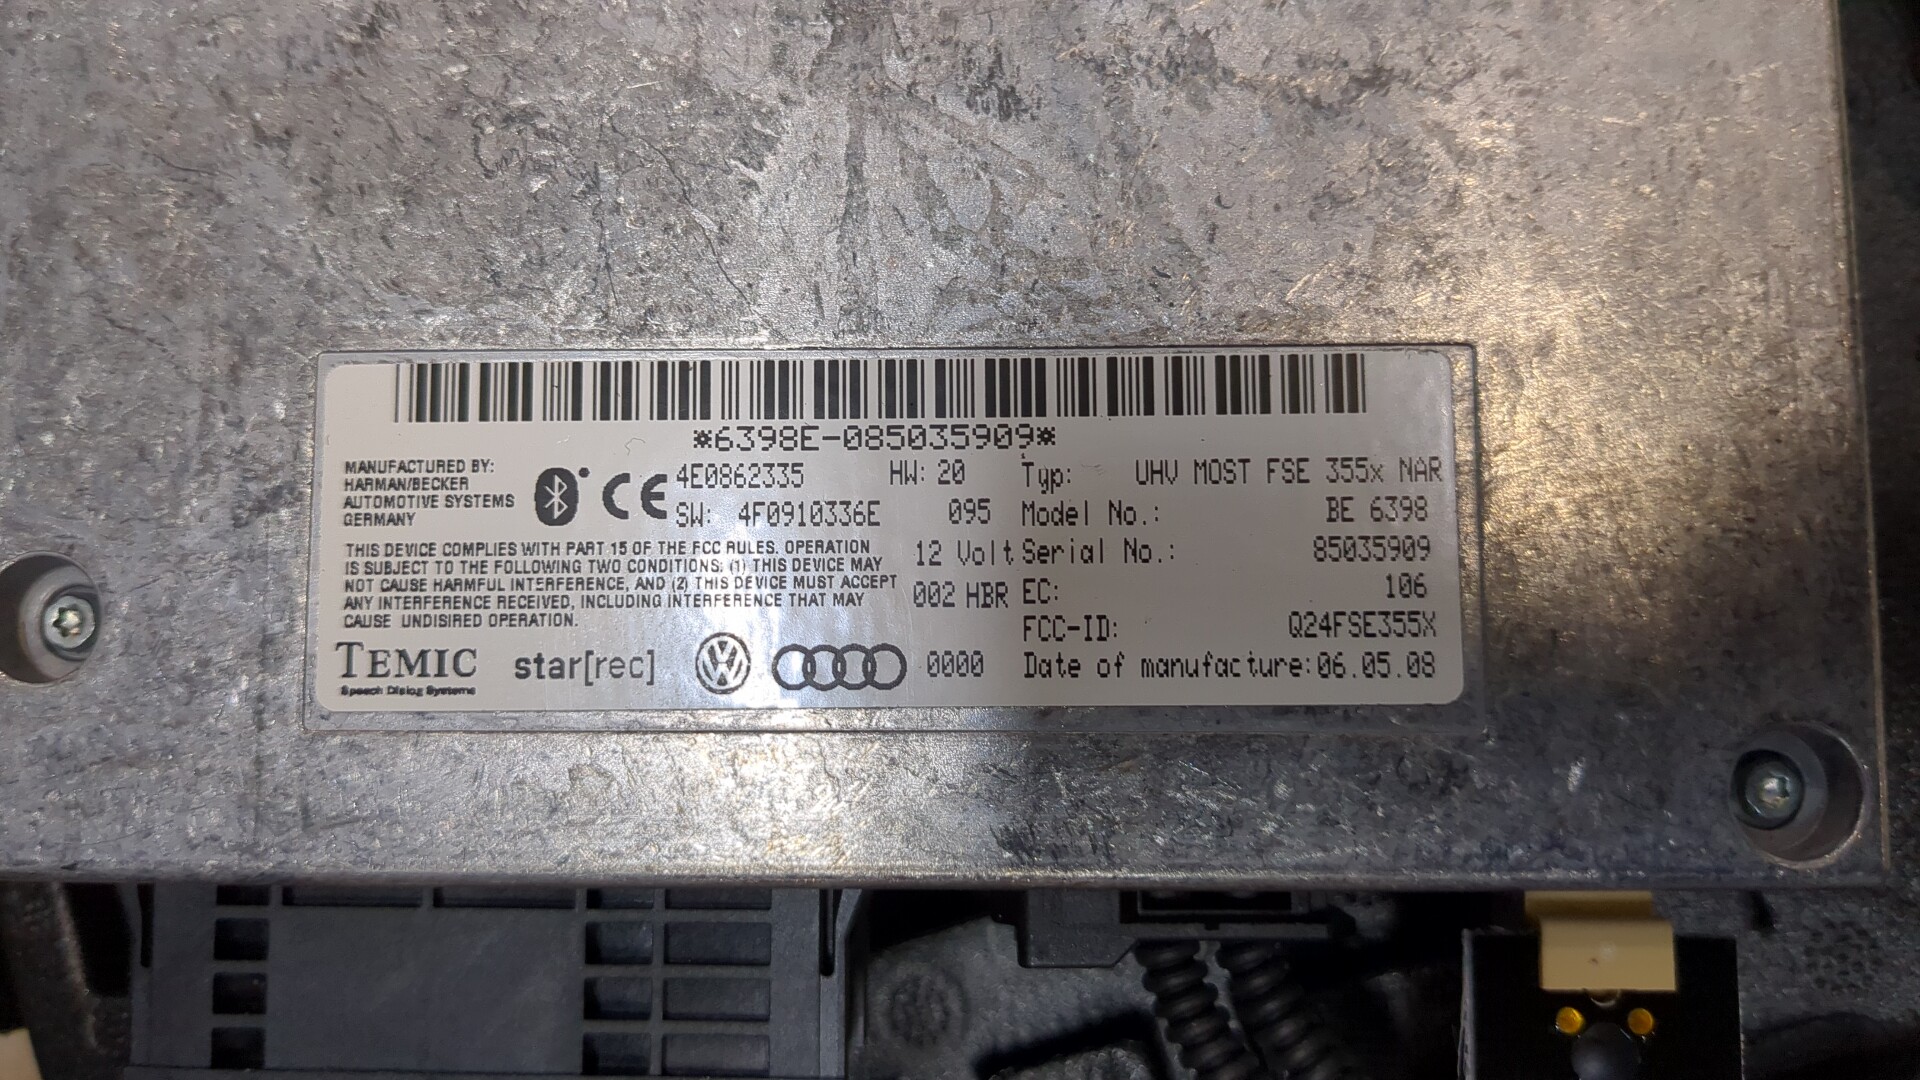 *6398E-085035909*
MANUFACTURED BY:
HARMAN/BECKER
AUTOMOTIVE SYSTEMS
GERMANY
CE
4E0862335 HW: 20
SW: 4F0910336E 095
12 Volt
002 HBR
THIS DEVICE COMPLIES WITH PART 15 OF THE FCC RULES. OPERATION
IS SUBJECT TO THE FOLLOWING TWO CONDITIONS: (1) THIS DEVICE MAY
NOT CAUSE HARMFUL INTERFERENCE, AND (2) THIS DEVICE MUST ACCEPT
ANY INTERFERENCE RECEIVED, INCLUDING INTERFERENCE THAT MAY
CAUSE UNDISIRED OPERATION.
TEMIC
Speech Dialog Systems
star[rec]
VW
0000
Typ: UHV MOST FSE 355x NAR
Model No.: BE 6398
Serial No.: 85035909
EC: 106
FCC-ID: Q24FSE355X
Date of manufacture: 06.05.08